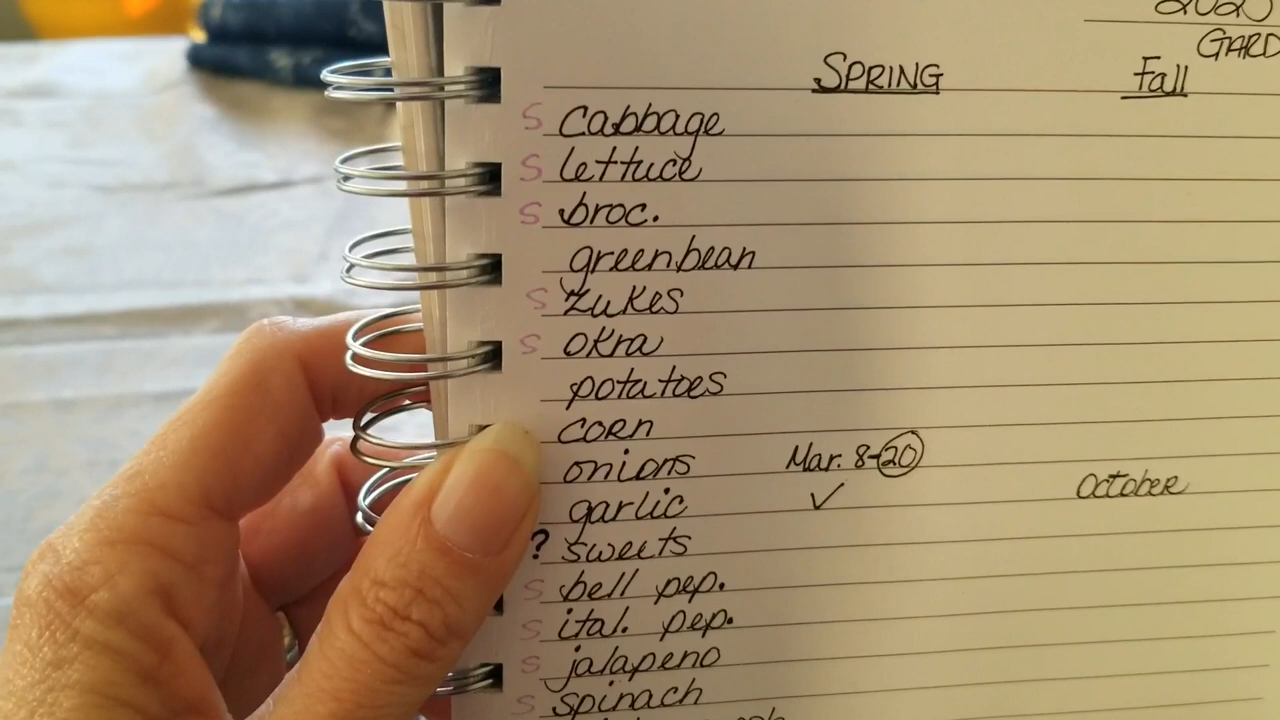 GARD
SPRING Fall
S cabbage
S lettuce
S broc.
greenbean
S zukes
S okra
potatoes
corn
onions Mar. 8-20
garlic ✓ October
? sweets
S bell pep.
S ital. pep.
S jalapeno
S spinach